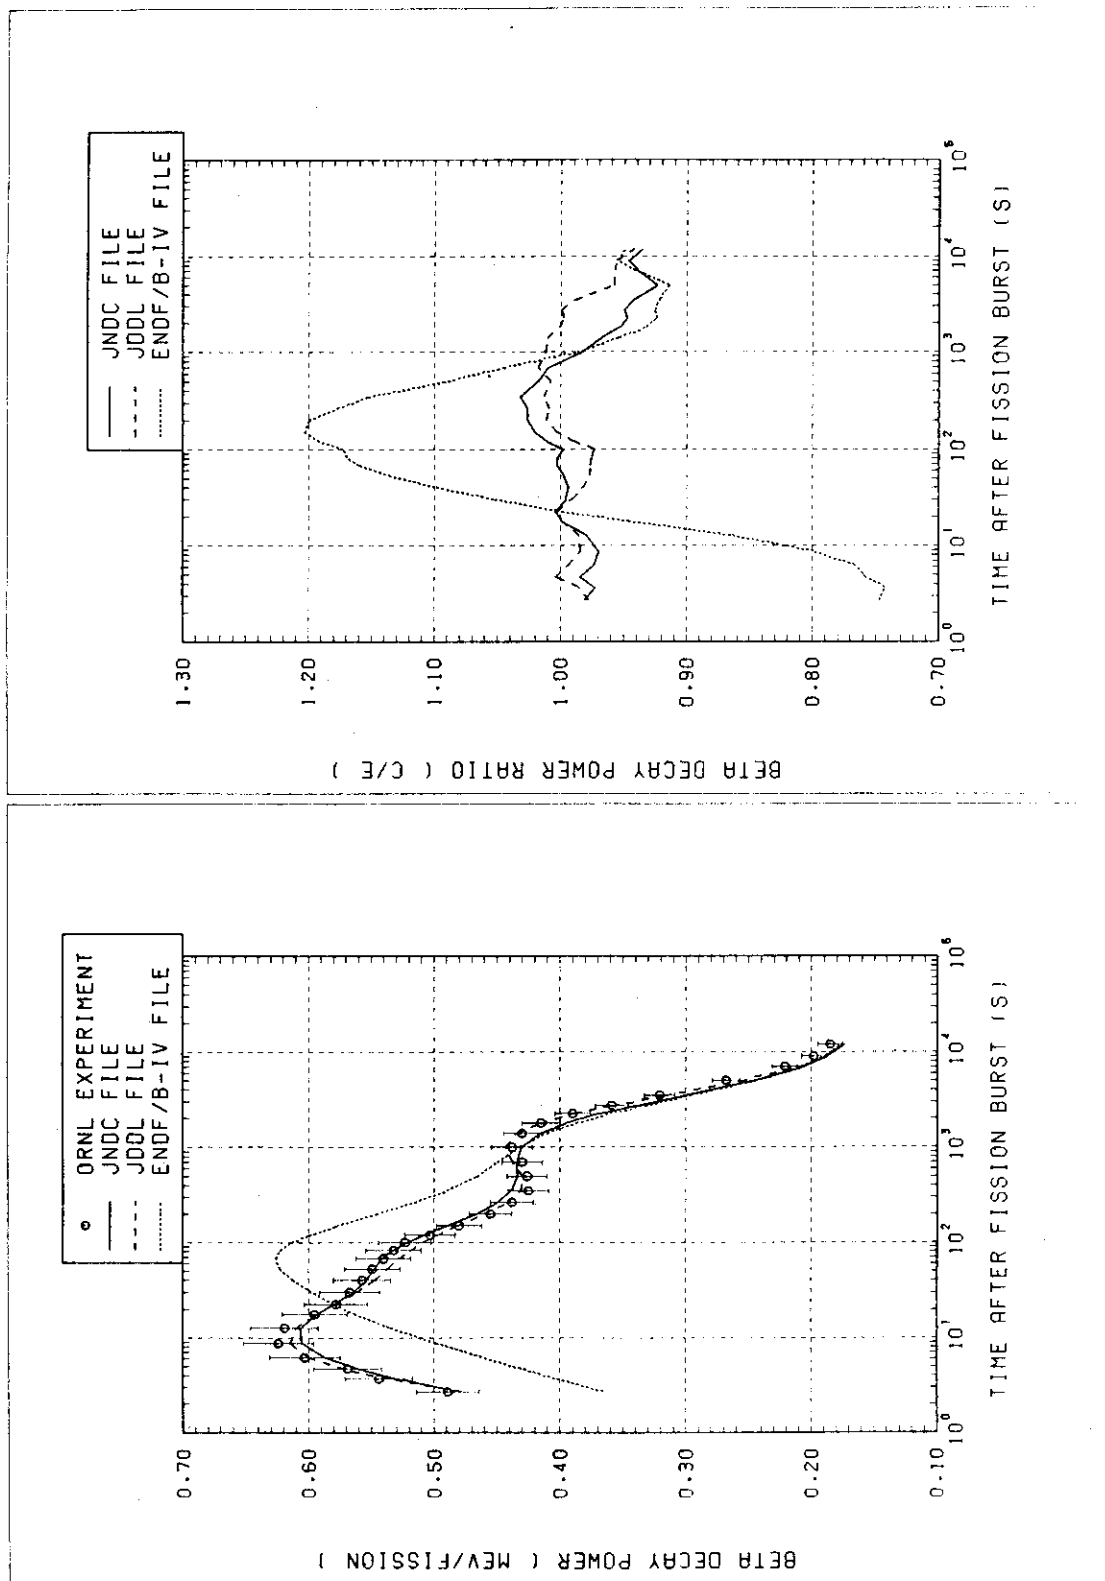 ORNL EXPERIMENT
JNDC FILE
JDDL FILE
ENDF/B-IV FILE
BETA DECAY POWER ( MEV/FISSION )
0.70
0.60
0.50
0.40
0.30
0.20
0.10
10⁰
10¹
10²
10³
10⁴
10⁵
TIME AFTER FISSION BURST (S)
JNDC FILE
JDDL FILE
ENDF/B-IV FILE
BETA DECAY POWER RATIO ( C/E )
1.30
1.20
1.10
1.00
0.90
0.80
0.70
10⁰
10¹
10²
10³
10⁴
10⁵
TIME AFTER FISSION BURST (S)